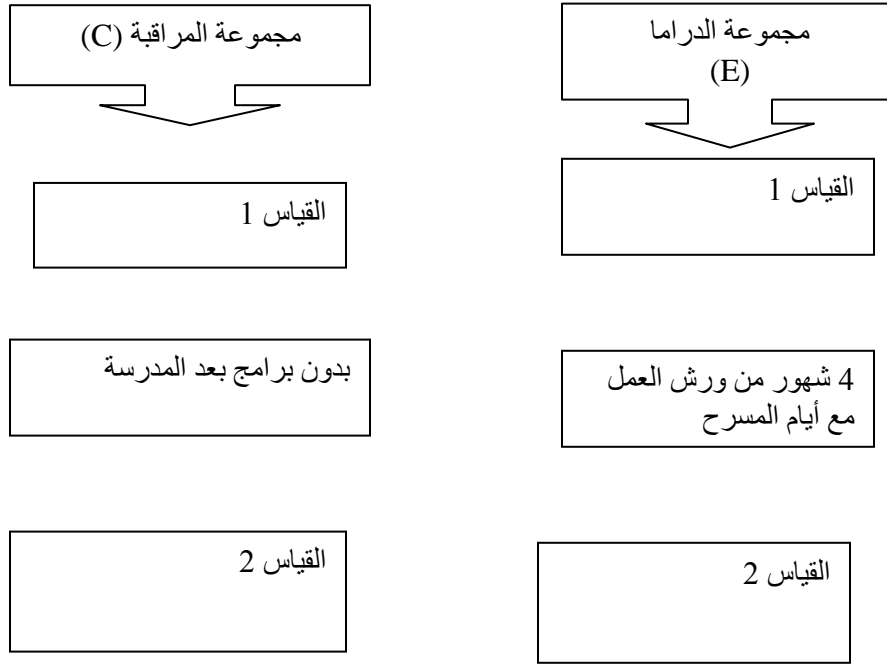 مجموعة الدراما
(E)
مجموعة المراقبة (C)
القياس 1
القياس 1
4 شهور من ورش العمل
مع أيام المسرح
بدون برامج بعد المدرسة
القياس 2
القياس 2